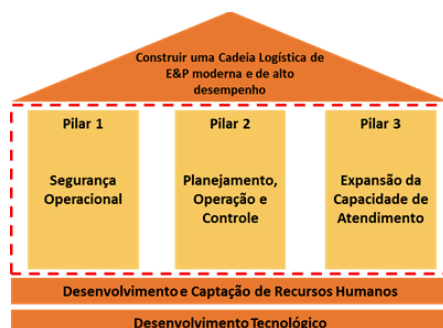 Construir uma Cadeia Logística de
E&P moderna e de alto
desempenho
Pilar 1
Segurança
Operacional
Pilar 2
Planejamento,
Operação e
Controle
Pilar 3
Expansão da
Capacidade de
Atendimento
Desenvolvimento e Captação de Recursos Humanos
Desenvolvimento Tecnológico